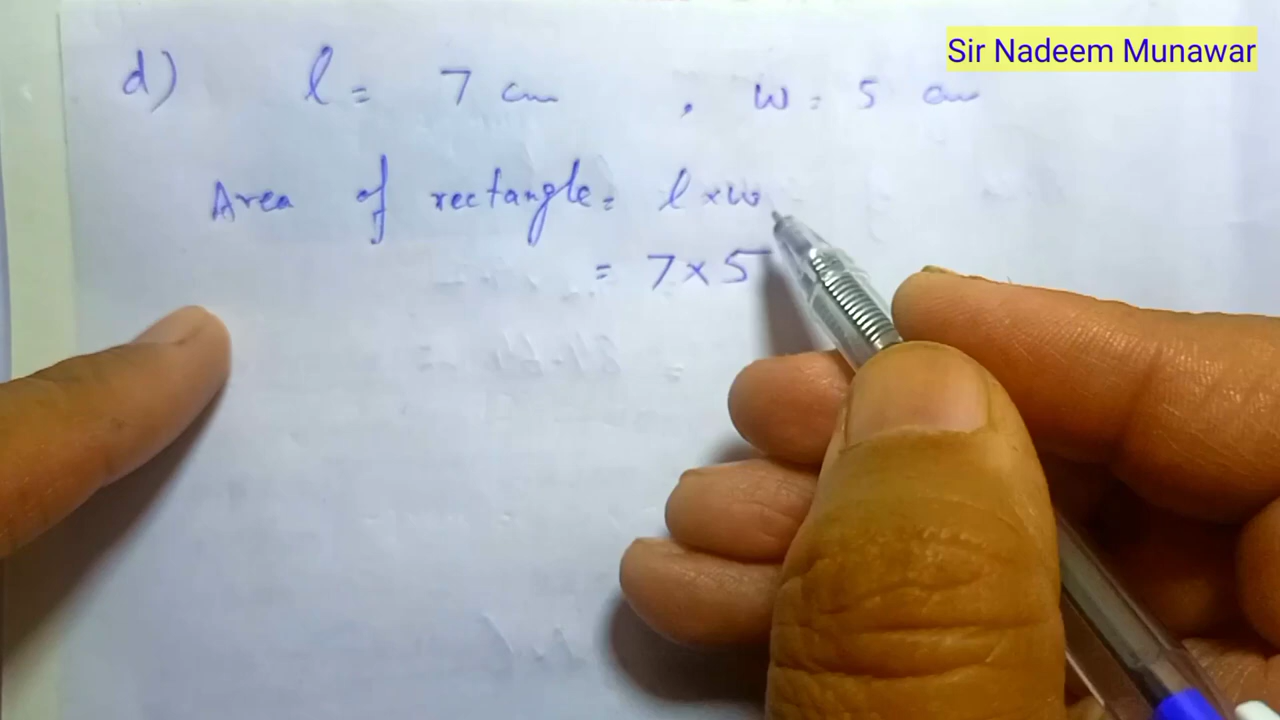 Sir Nadeem Munawar
d) l = 7 cm , w = 5 cm
Area of rectangle = l × w
= 7 × 5